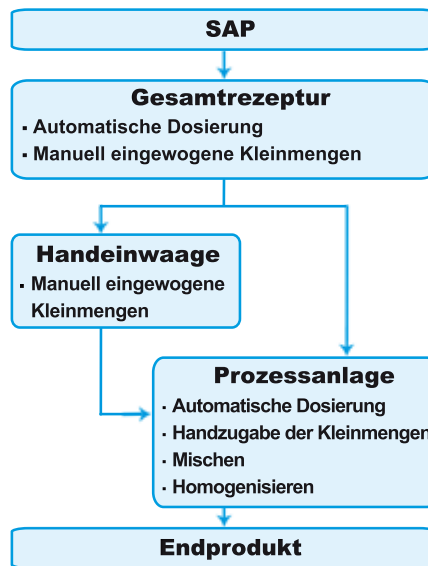 SAP
Gesamtrezeptur
· Automatische Dosierung
· Manuell eingewogene Kleinmengen
Handeinwaage
· Manuell eingewogene
Kleinmengen
Prozessanlage
· Automatische Dosierung
· Handzugabe der Kleinmengen
· Mischen
· Homogenisieren
Endprodukt